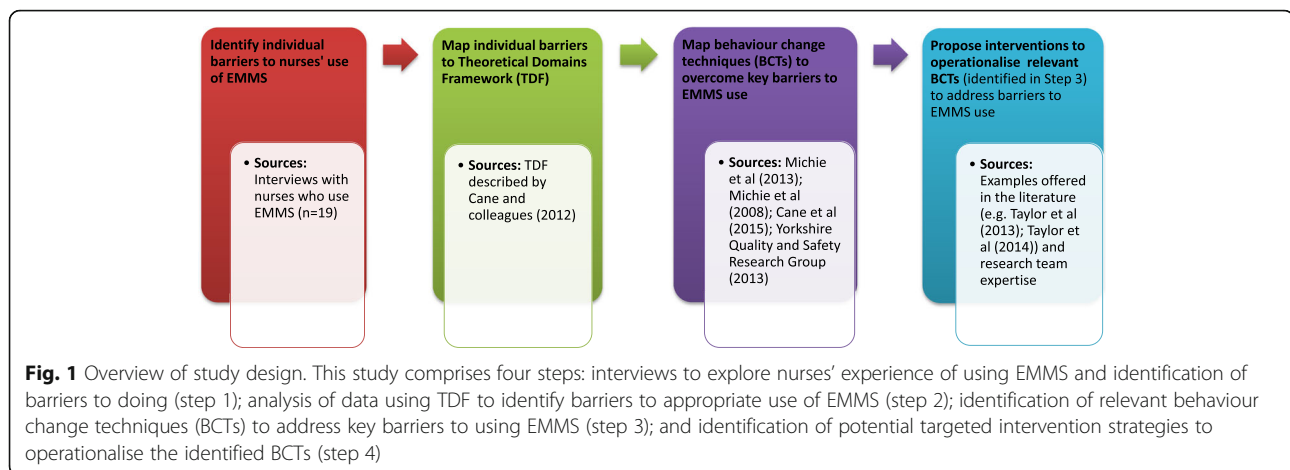 Identify individual
barriers to nurses' use
of EMMS
• Sources:
Interviews with
nurses who use
EMMS (n=19)
Map individual barriers
to Theoretical Domains
Framework (TDF)
• Sources: TDF
described by
Cane and
colleagues (2012)
Map behaviour change
techniques (BCTs) to
overcome key barriers to
EMMS use
• Sources: Michie
et al (2013);
Michie et al
(2008); Cane et al
(2015); Yorkshire
Quality and Safety
Research Group
(2013)
Propose interventions to
operationalise relevant
BCTs (identified in Step 3)
to address barriers to
EMMS use
• Sources:
Examples offered
in the literature
(e.g. Taylor et al
(2013); Taylor et
al (2014)) and
research team
expertise
Fig. 1 Overview of study design. This study comprises four steps: interviews to explore nurses’ experience of using EMMS and identification of
barriers to doing (step 1); analysis of data using TDF to identify barriers to appropriate use of EMMS (step 2); identification of relevant behaviour
change techniques (BCTs) to address key barriers to using EMMS (step 3); and identification of potential targeted intervention strategies to
operationalise the identified BCTs (step 4)